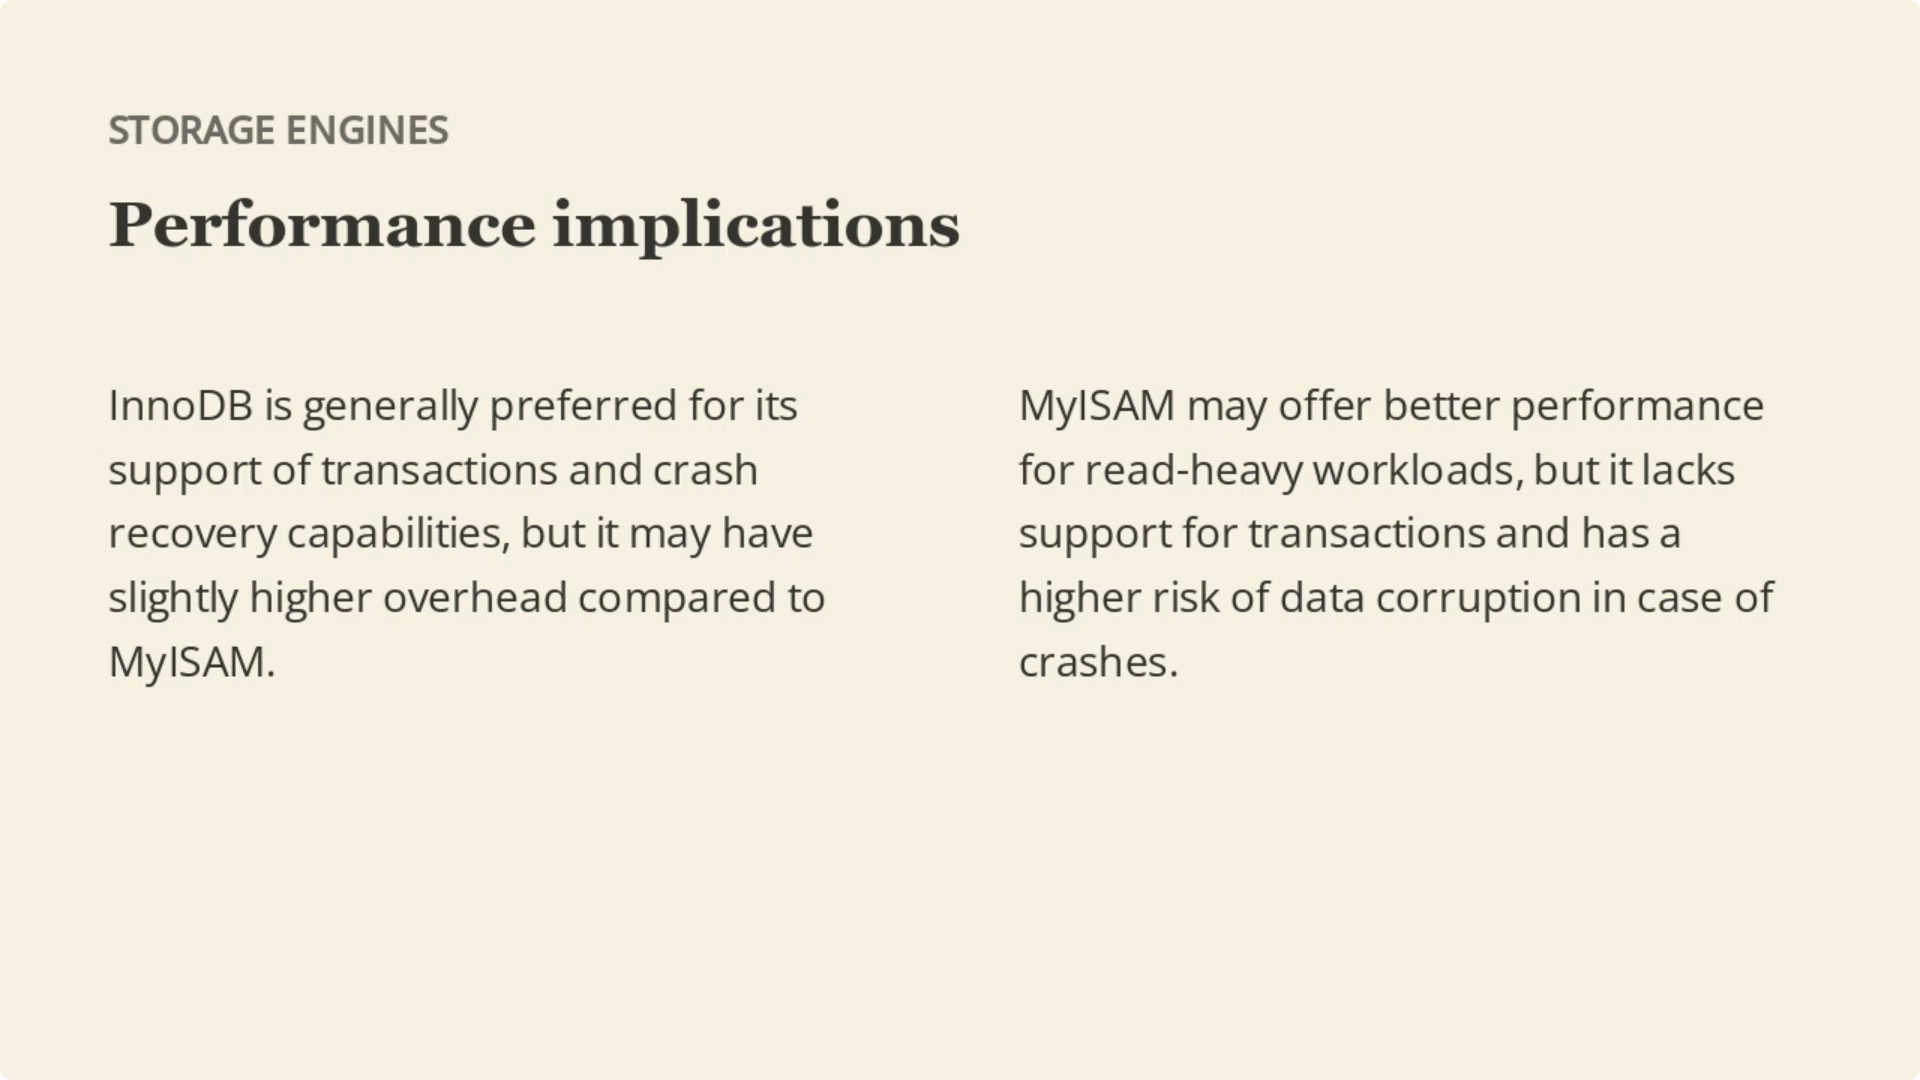 STORAGE ENGINES
Performance implications
InnoDB is generally preferred for its
support of transactions and crash
recovery capabilities, but it may have
slightly higher overhead compared to
MyISAM.
MyISAM may offer better performance
for read-heavy workloads, but it lacks
support for transactions and has a
higher risk of data corruption in case of
crashes.